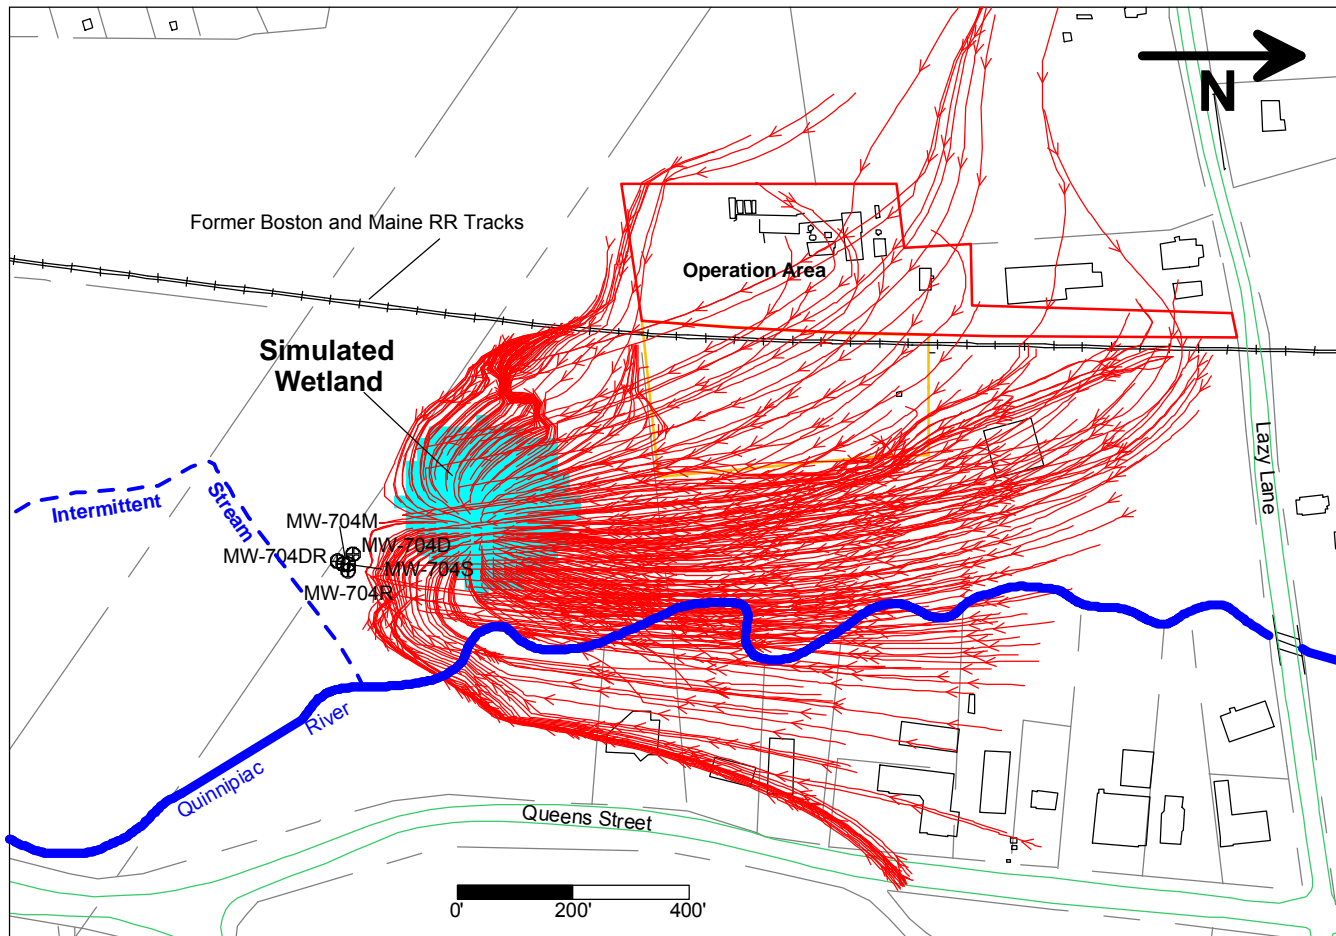 N
Former Boston and Maine RR Tracks
Operation Area
Simulated
Wetland
Lazy Lane
Intermittent
Stream
MW-704M
MW-704D
MW-704DR
MW-704S
MW-704R
River
Quinnipiac
Queens Street
0'
200'
400'